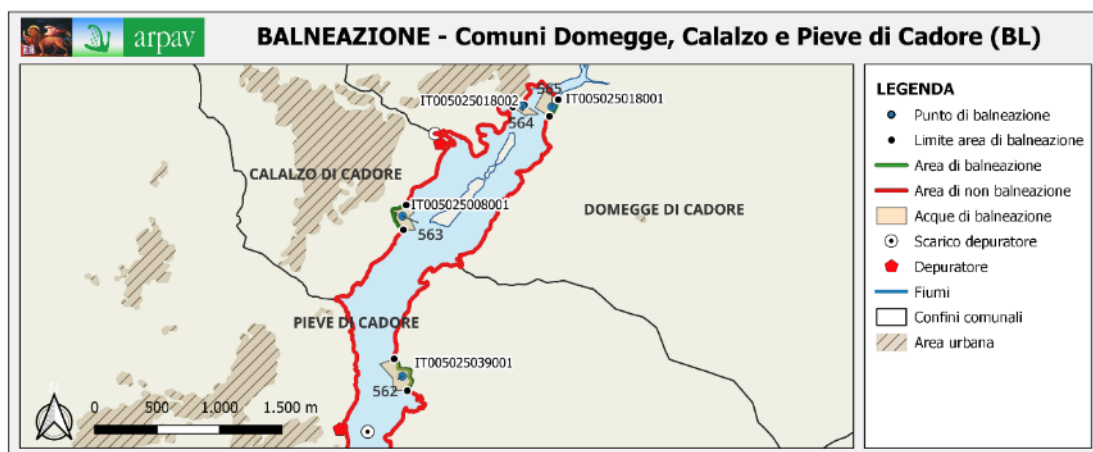 arpav
BALNEAZIONE - Comuni Domegge, Calalzo e Pieve di Cadore (BL)
565
IT005025018002
IT005025018001
564
CALALZO DI CADORE
IT005025008001
DOMEGGE DI CADORE
563
PIEVE DI CADORE
IT005025039001
562
N
0 500 1.000 1.500 m
LEGENDA
Punto di balneazione
Limite area di balneazione
Area di balneazione
Area di non balneazione
Acque di balneazione
Scarico depuratore
Depuratore
Fiumi
Confini comunali
Area urbana